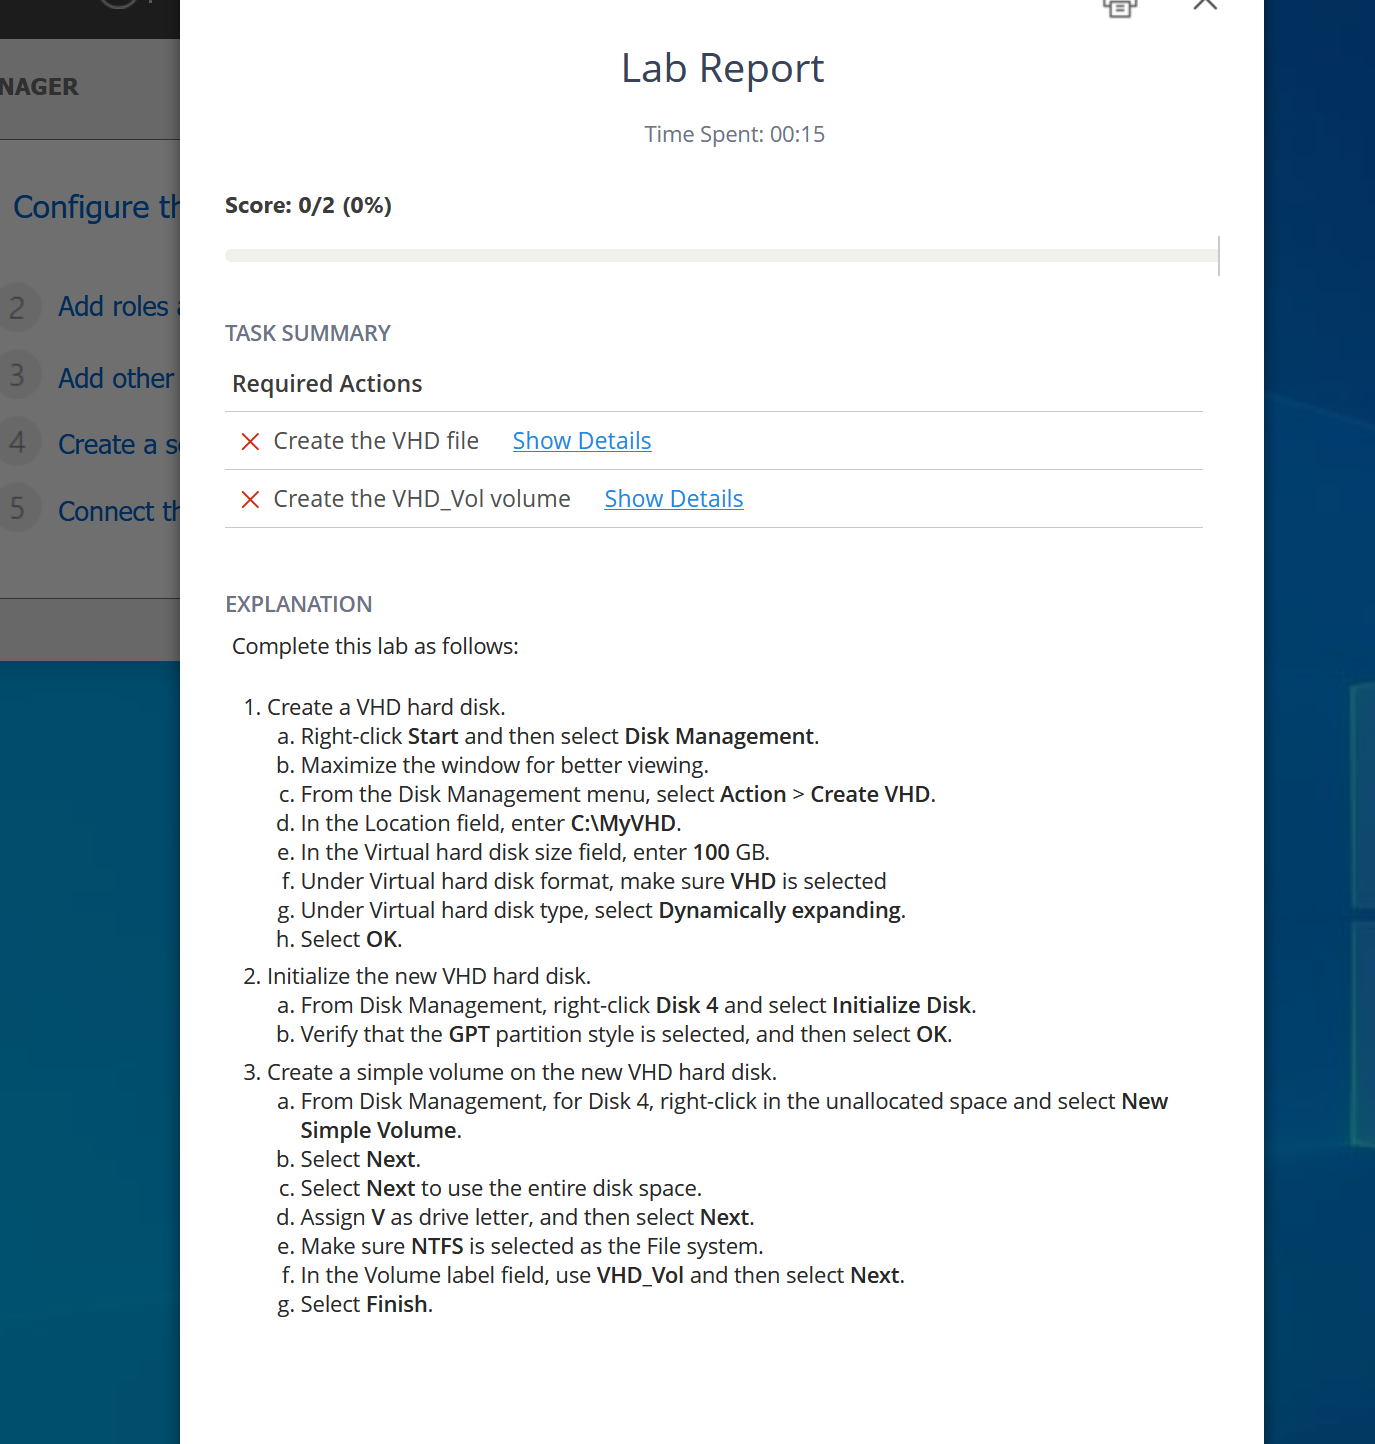 NAGER
Configure th
2 Add roles a
3 Add other
4 Create a se
5 Connect th
Lab Report
Time Spent: 00:15
Score: 0/2 (0%)
TASK SUMMARY
Required Actions
Create the VHD file Show Details
Create the VHD_Vol volume Show Details
EXPLANATION
Complete this lab as follows:
1. Create a VHD hard disk.
a. Right-click Start and then select Disk Management.
b. Maximize the window for better viewing.
c. From the Disk Management menu, select Action > Create VHD.
d. In the Location field, enter C:\MyVHD.
e. In the Virtual hard disk size field, enter 100 GB.
f. Under Virtual hard disk format, make sure VHD is selected
g. Under Virtual hard disk type, select Dynamically expanding.
h. Select OK.
2. Initialize the new VHD hard disk.
a. From Disk Management, right-click Disk 4 and select Initialize Disk.
b. Verify that the GPT partition style is selected, and then select OK.
3. Create a simple volume on the new VHD hard disk.
a. From Disk Management, for Disk 4, right-click in the unallocated space and select New
Simple Volume.
b. Select Next.
c. Select Next to use the entire disk space.
d. Assign V as drive letter, and then select Next.
e. Make sure NTFS is selected as the File system.
f. In the Volume label field, use VHD_Vol and then select Next.
g. Select Finish.